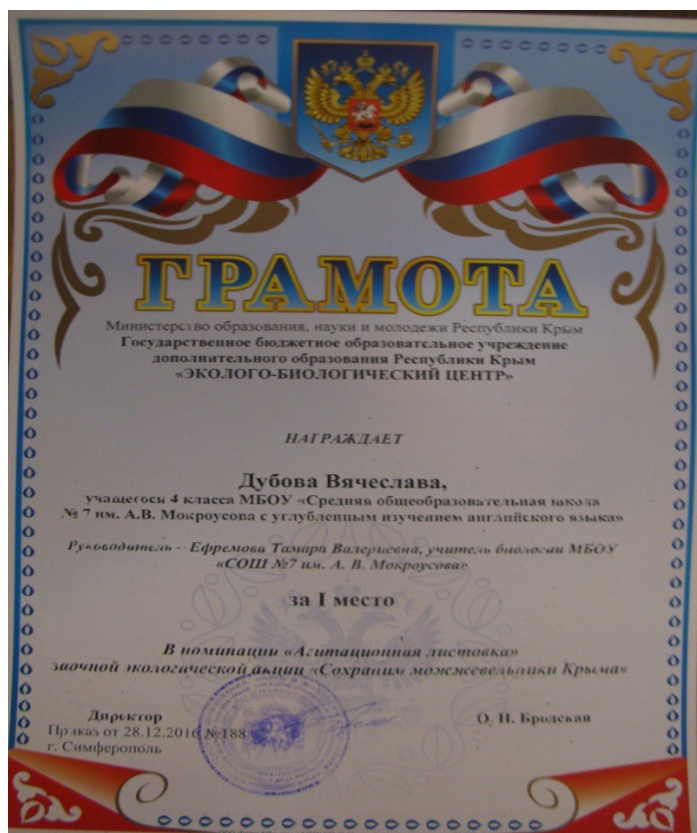 ГРАМОТА
Министерство образования, науки и молодежи Республики Крым
Государственное бюджетное образовательное учреждение
дополнительного образования Республики Крым
«ЭКОЛОГО-БИОЛОГИЧЕСКИЙ ЦЕНТР»
НАГРАЖДАЕТ
Дубова Вячеслава,
учащегося 4 класса МБОУ «Средняя общеобразовательная школа
№ 7 им. А.В. Мокроусова с углубленным изучением английского языка»
Руководитель – Ефремова Тамара Валериевна, учитель биологии МБОУ
«СОШ №7 им. А. В. Мокроусова»
за I место
В номинации «Агитационная листовка»
заочной экологической акции «Сохраним можжевельники Крыма»
Директор О. Н. Бродская
Приказ от 28.12.2016 №188
г. Симферополь